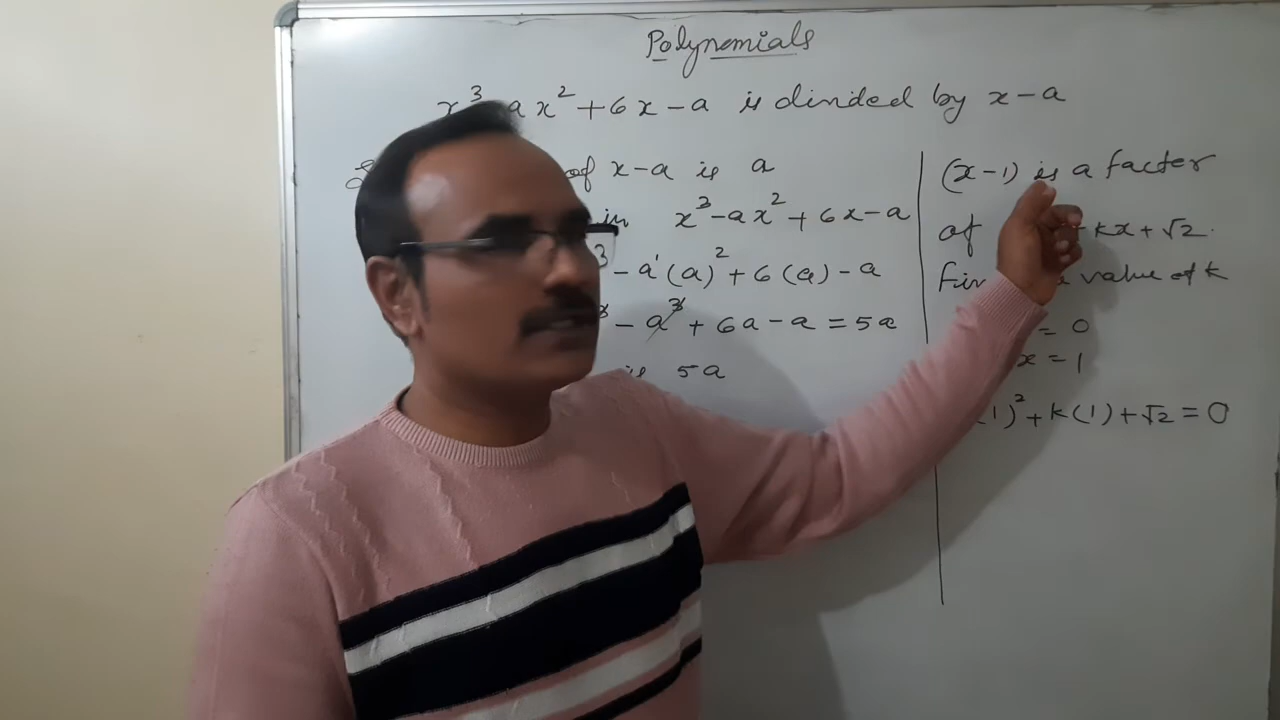 Polynomials
x³ ax² + 6x - a is divided by x - a
of x - a is a
in x³ - ax² + 6x - a
- a'(a)² + 6(a) - a
- a³ + 6a - a = 5a
is 5a
(x - 1) is a factor
of kx + √2.
value of k
= 0
x = 1
(1)² + k(1) + √2 = 0